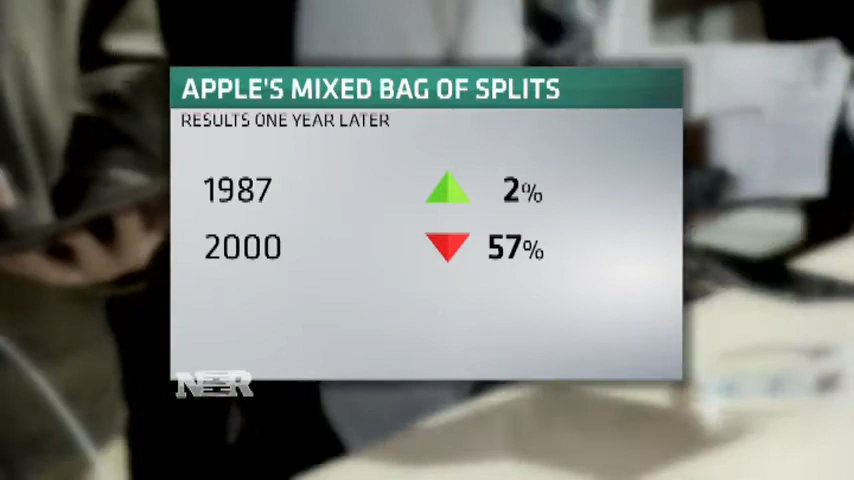 APPLE'S MIXED BAG OF SPLITS
RESULTS ONE YEAR LATER
1987 2%
2000 57%
NBR